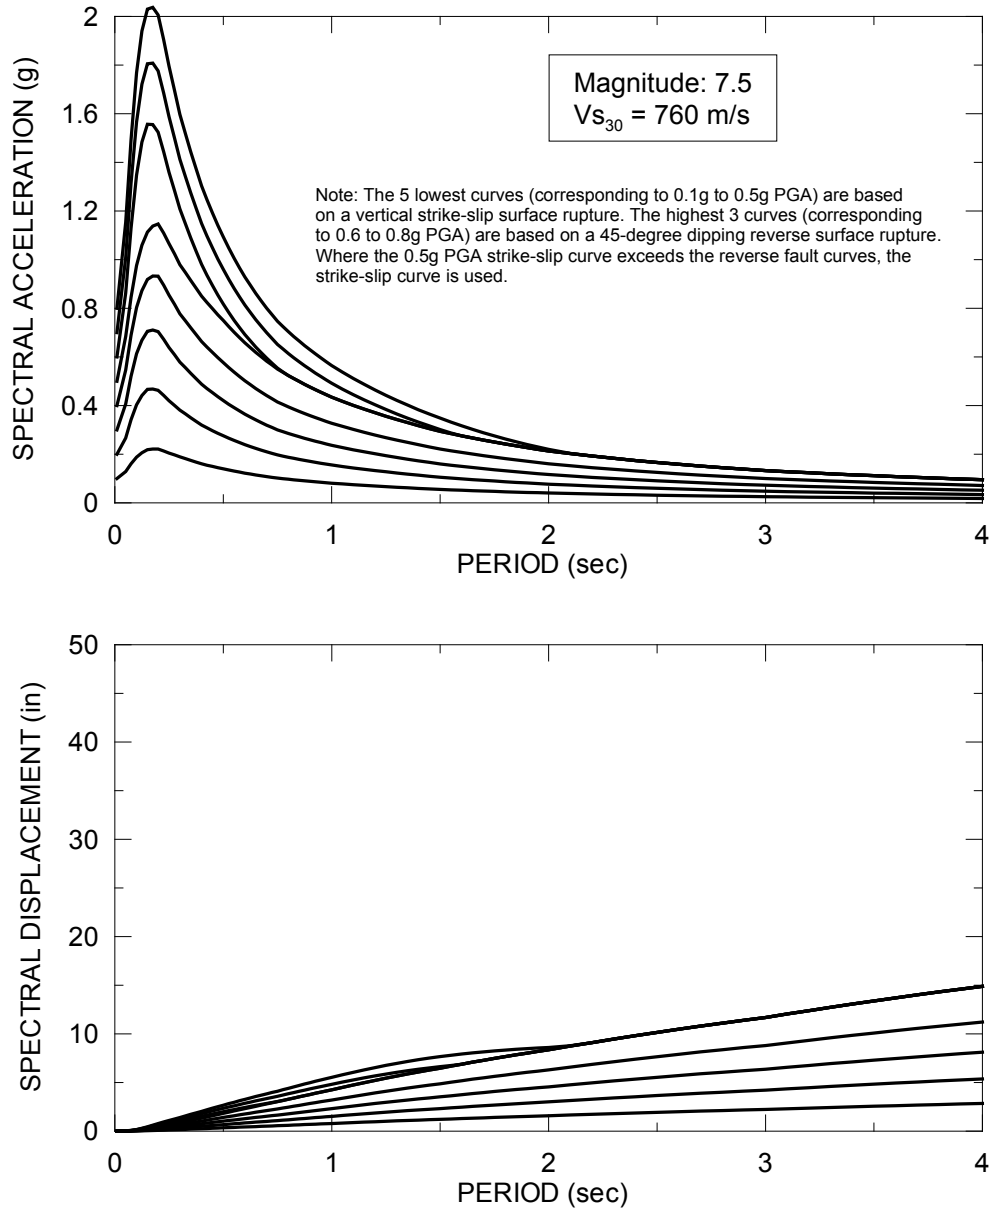 SPECTRAL ACCELERATION (g)
2
1.6
1.2
0.8
0.4
0
Magnitude: 7.5
Vs30 = 760 m/s
Note: The 5 lowest curves (corresponding to 0.1g to 0.5g PGA) are based
on a vertical strike-slip surface rupture. The highest 3 curves (corresponding
to 0.6 to 0.8g PGA) are based on a 45-degree dipping reverse surface rupture.
Where the 0.5g PGA strike-slip curve exceeds the reverse fault curves, the
strike-slip curve is used.
0 1 2 3 4
PERIOD (sec)
SPECTRAL DISPLACEMENT (in)
50
40
30
20
10
0
0 1 2 3 4
PERIOD (sec)